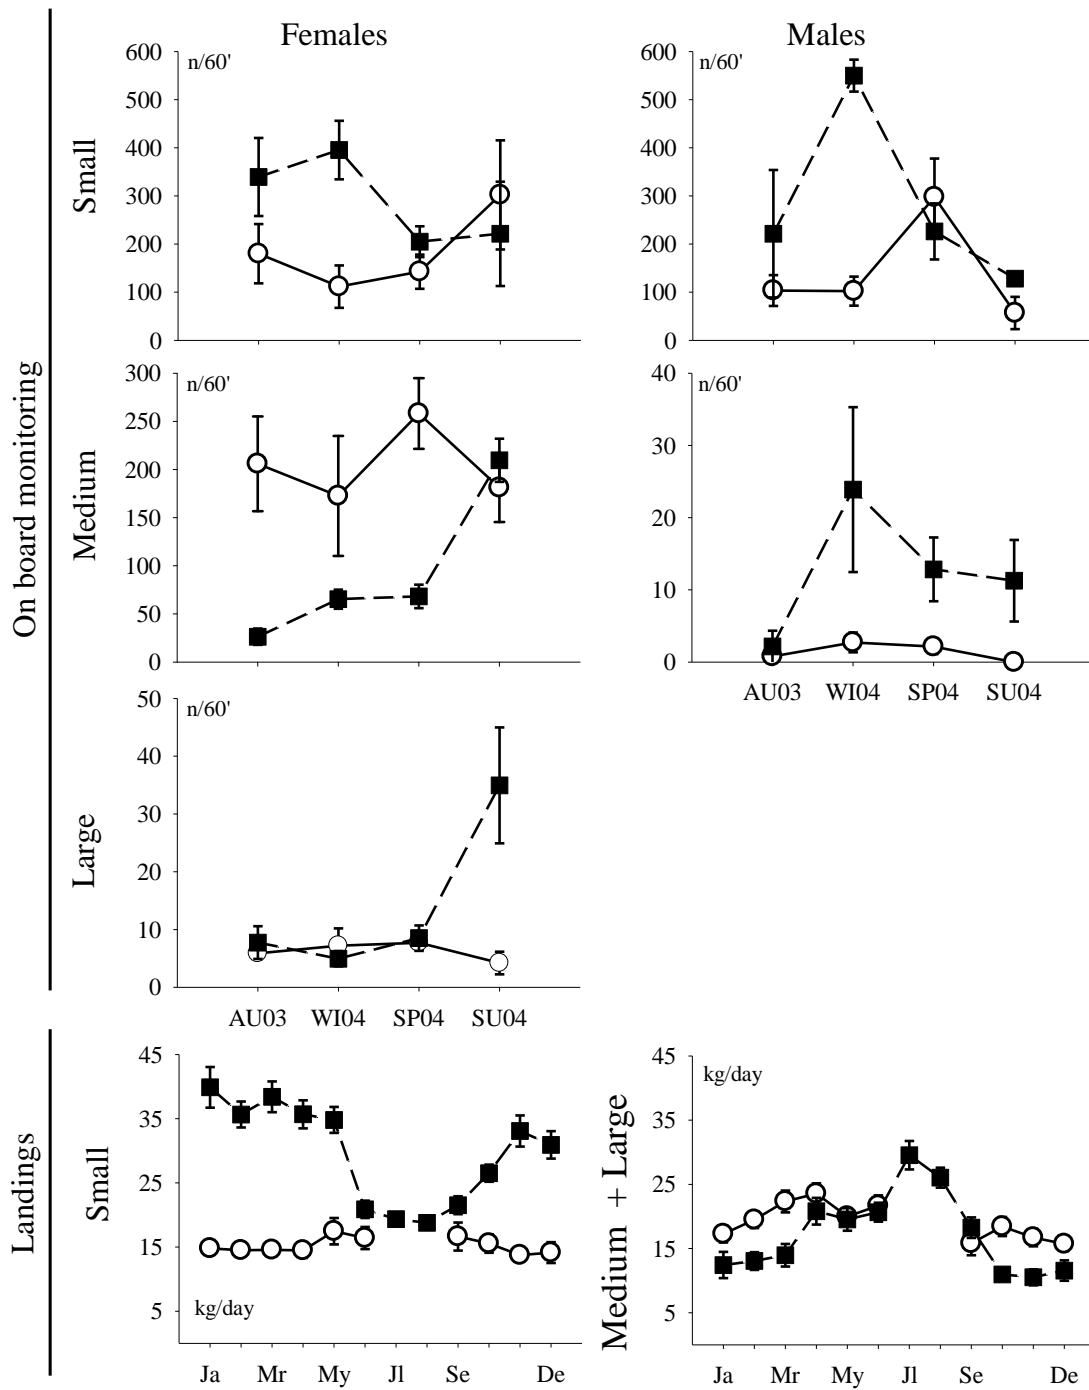 Females
Males
On board monitoring
Small
600
500
400
300
200
100
0
n/60'
600
500
400
300
200
100
0
n/60'
Medium
300
250
200
150
100
50
0
n/60'
40
30
20
10
0
n/60'
AU03 WI04 SP04 SU04
Large
50
40
30
20
10
0
n/60'
AU03 WI04 SP04 SU04
Landings
Small
45
35
25
15
5
kg/day
Ja Mr My Jl Se De
Medium + Large
45
35
25
15
5
kg/day
Ja Mr My Jl Se De